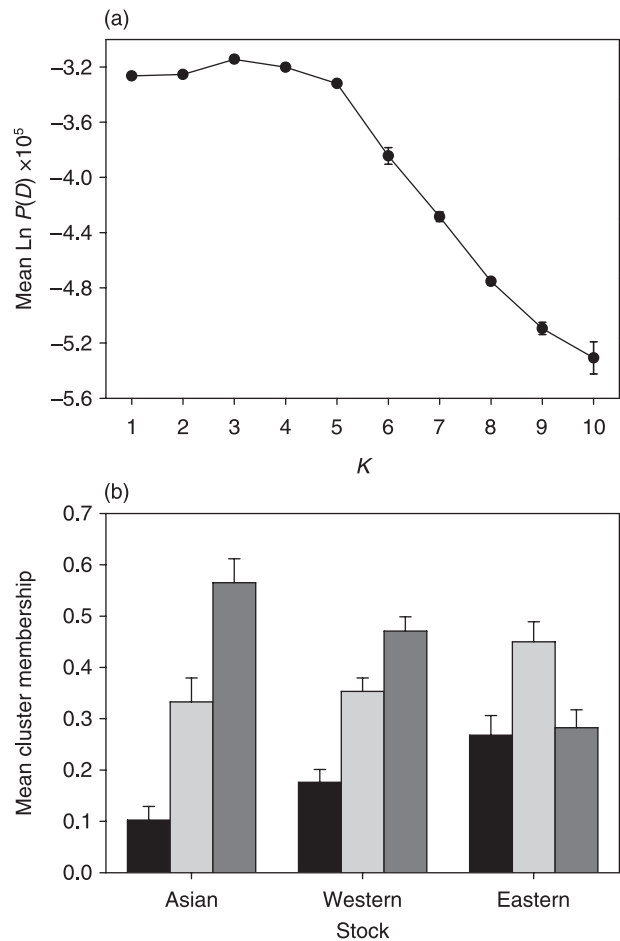 (a)
−3.2
−3.6
−4.0
−4.4
−4.8
−5.2
−5.6
Mean Ln P(D) ×10⁵
1 2 3 4 5 6 7 8 9 10
K
(b)
0.7
0.6
0.5
0.4
0.3
0.2
0.1
0.0
Mean cluster membership
Asian Western Eastern
Stock